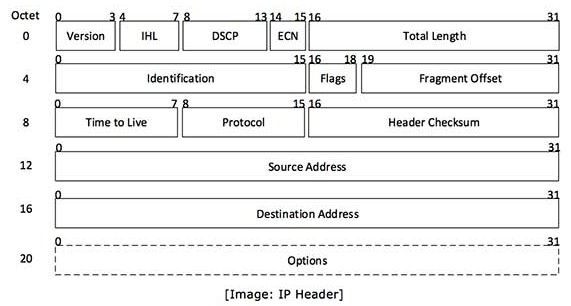 Octet 0 3 4 7 8 13 14 15 16 31
0 Version IHL DSCP ECN Total Length
0 15 16 18 19 31
4 Identification Flags Fragment Offset
0 7 8 15 16 31
8 Time to Live Protocol Header Checksum
0 31
12 Source Address
0 31
16 Destination Address
0 31
20 Options
[Image: IP Header]